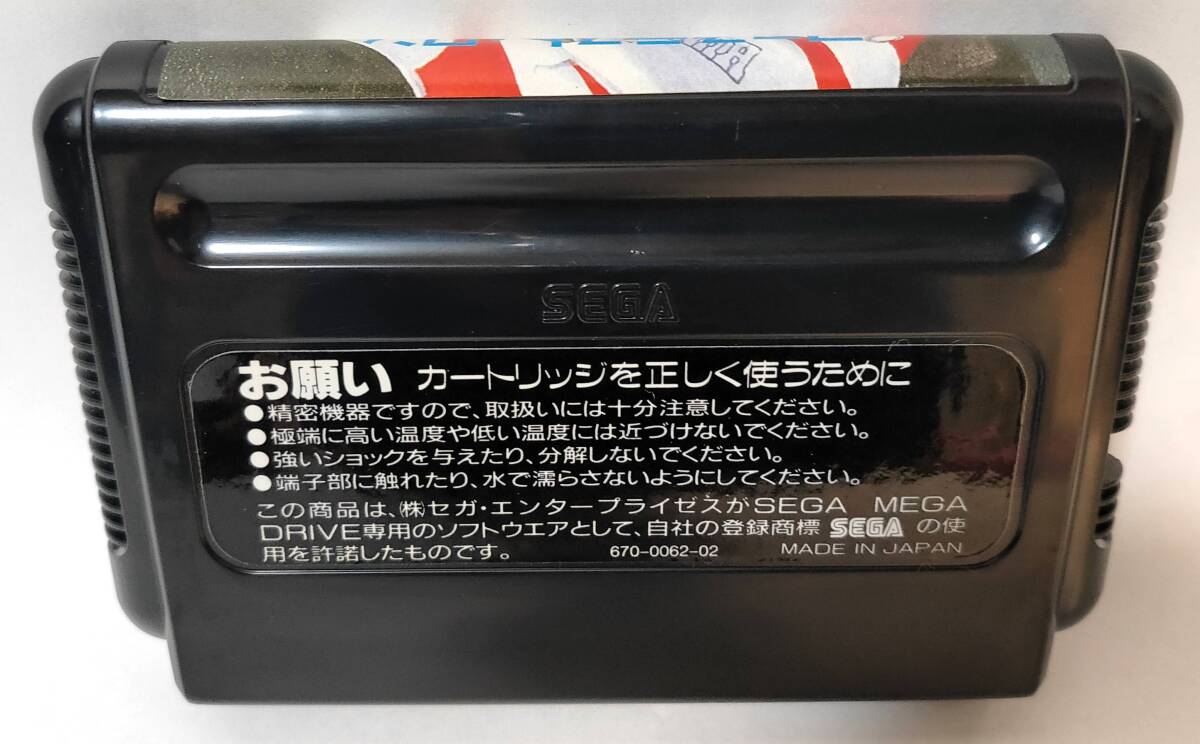 SEGA
お願い カートリッジを正しく使うために
●精密機器ですので、取扱いには十分注意してください。
●極端に高い温度や低い温度には近づけないでください。
●強いショックを与えたり、分解しないでください。
●端子部に触れたり、水で濡らさないようにしてください。
この商品は、㈱セガ・エンタープライゼスがSEGA MEGA
DRIVE専用のソフトウエアとして、自社の登録商標 SEGA の使
用を許諾したものです。 670-0062-02 MADE IN JAPAN